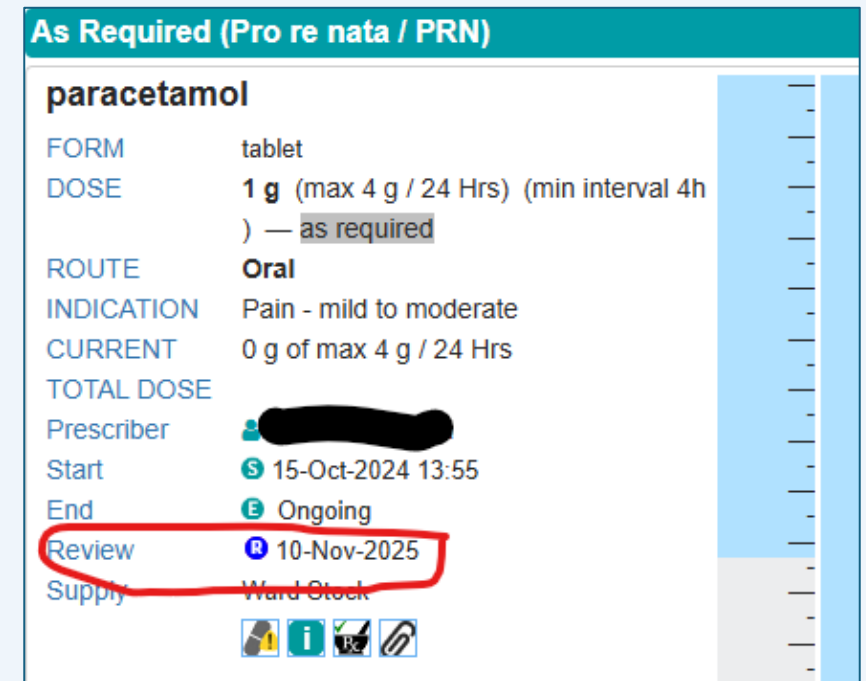 As Required (Pro re nata / PRN)
paracetamol
FORM tablet
DOSE 1 g (max 4 g / 24 Hrs) (min interval 4h
) — as required
ROUTE Oral
INDICATION Pain - mild to moderate
CURRENT 0 g of max 4 g / 24 Hrs
TOTAL DOSE
Prescriber
Start S 15-Oct-2024 13:55
End E Ongoing
Review R 10-Nov-2025
Supply Ward Stock
i Rx